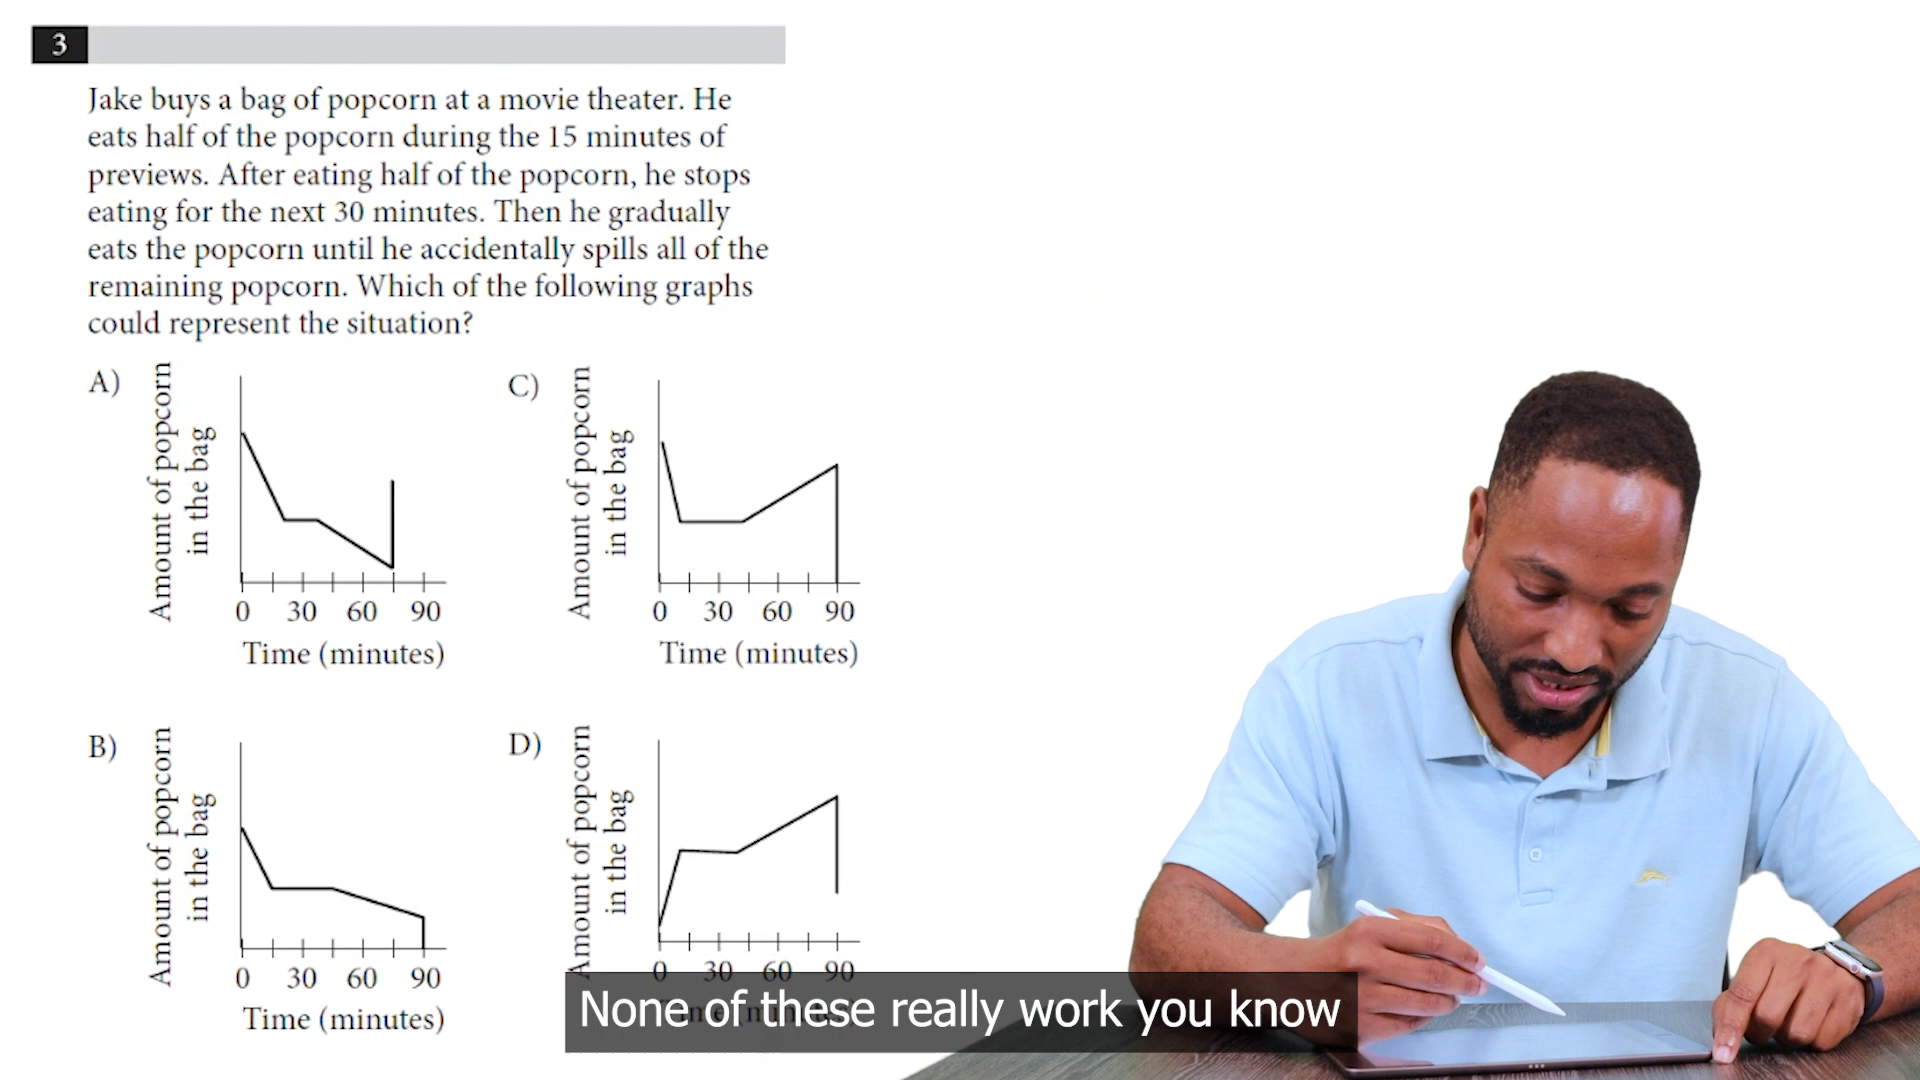 3
Jake buys a bag of popcorn at a movie theater. He
eats half of the popcorn during the 15 minutes of
previews. After eating half of the popcorn, he stops
eating for the next 30 minutes. Then he gradually
eats the popcorn until he accidentally spills all of the
remaining popcorn. Which of the following graphs
could represent the situation?
A)
Amount of popcorn
in the bag
0 30 60 90
Time (minutes)
B)
Amount of popcorn
in the bag
0 30 60 90
Time (minutes)
C)
Amount of popcorn
in the bag
0 30 60 90
Time (minutes)
D)
Amount of popcorn
in the bag
0 30 60 90
None of these really work you know